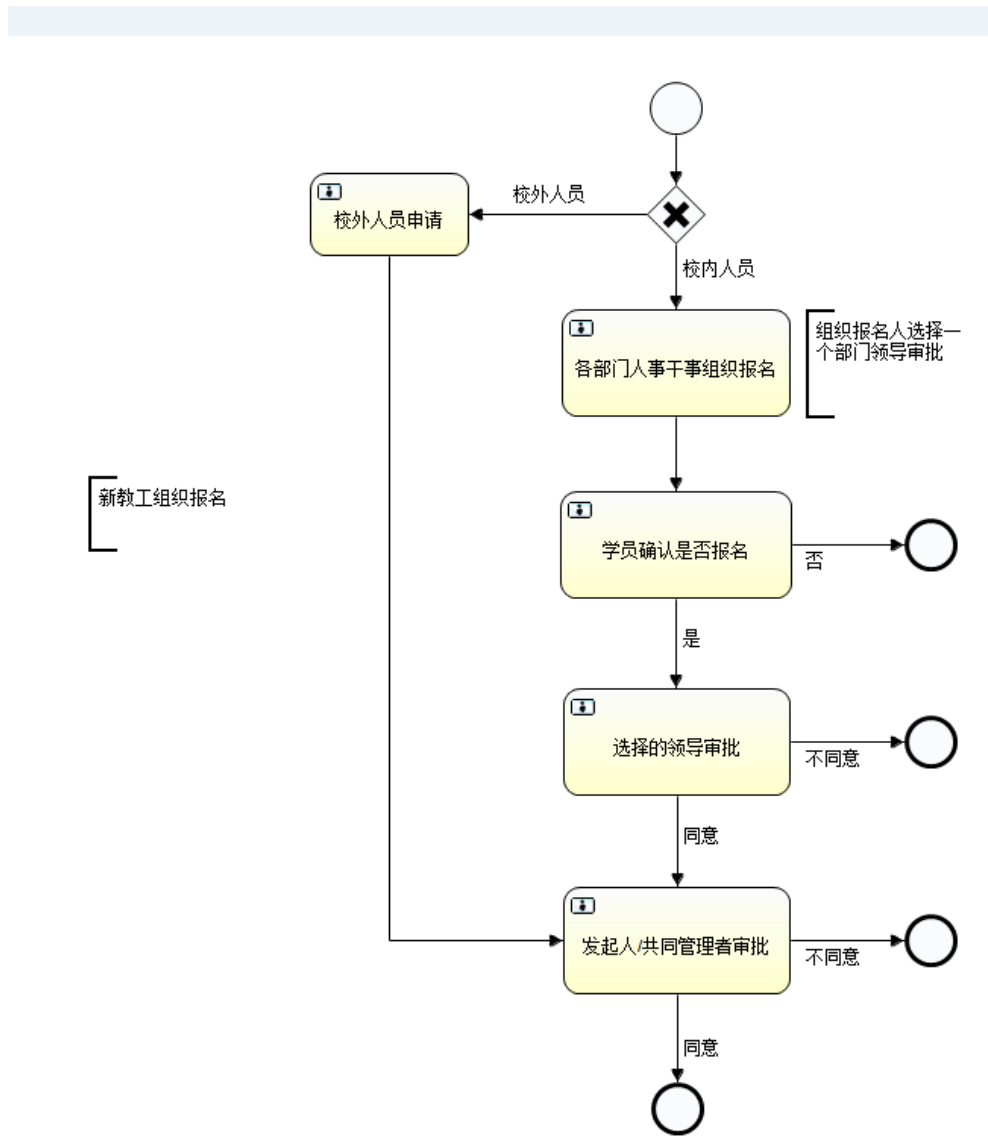 校外人员
校外人员申请
校内人员
组织报名人选择一
个部门领导审批
各部门人事干事组织报名
新教工组织报名
学员确认是否报名
否
是
选择的领导审批
不同意
同意
发起人/共同管理者审批
不同意
同意